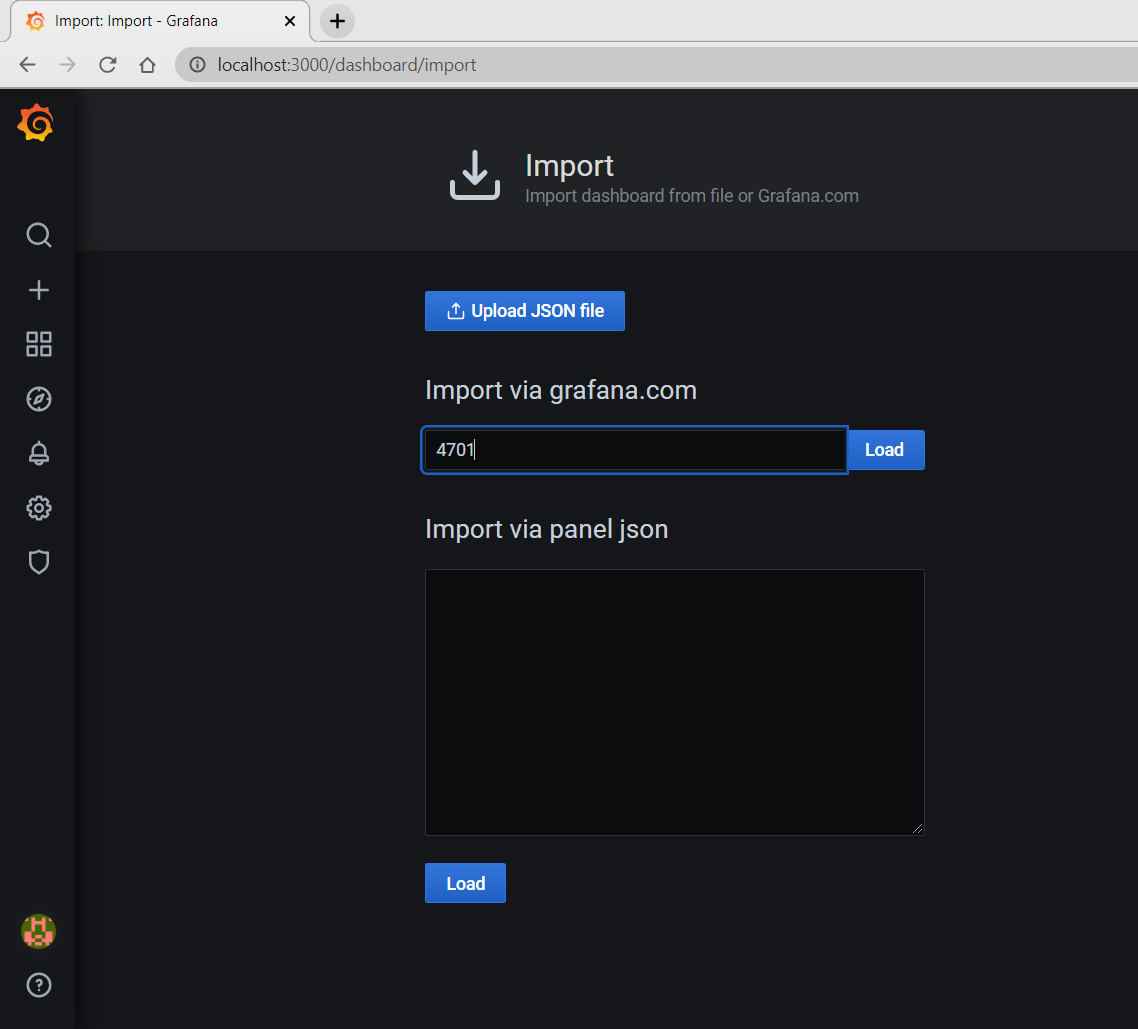 Import: Import - Grafana
localhost:3000/dashboard/import
Import
Import dashboard from file or Grafana.com
Upload JSON file
Import via grafana.com
4701
Load
Import via panel json
Load